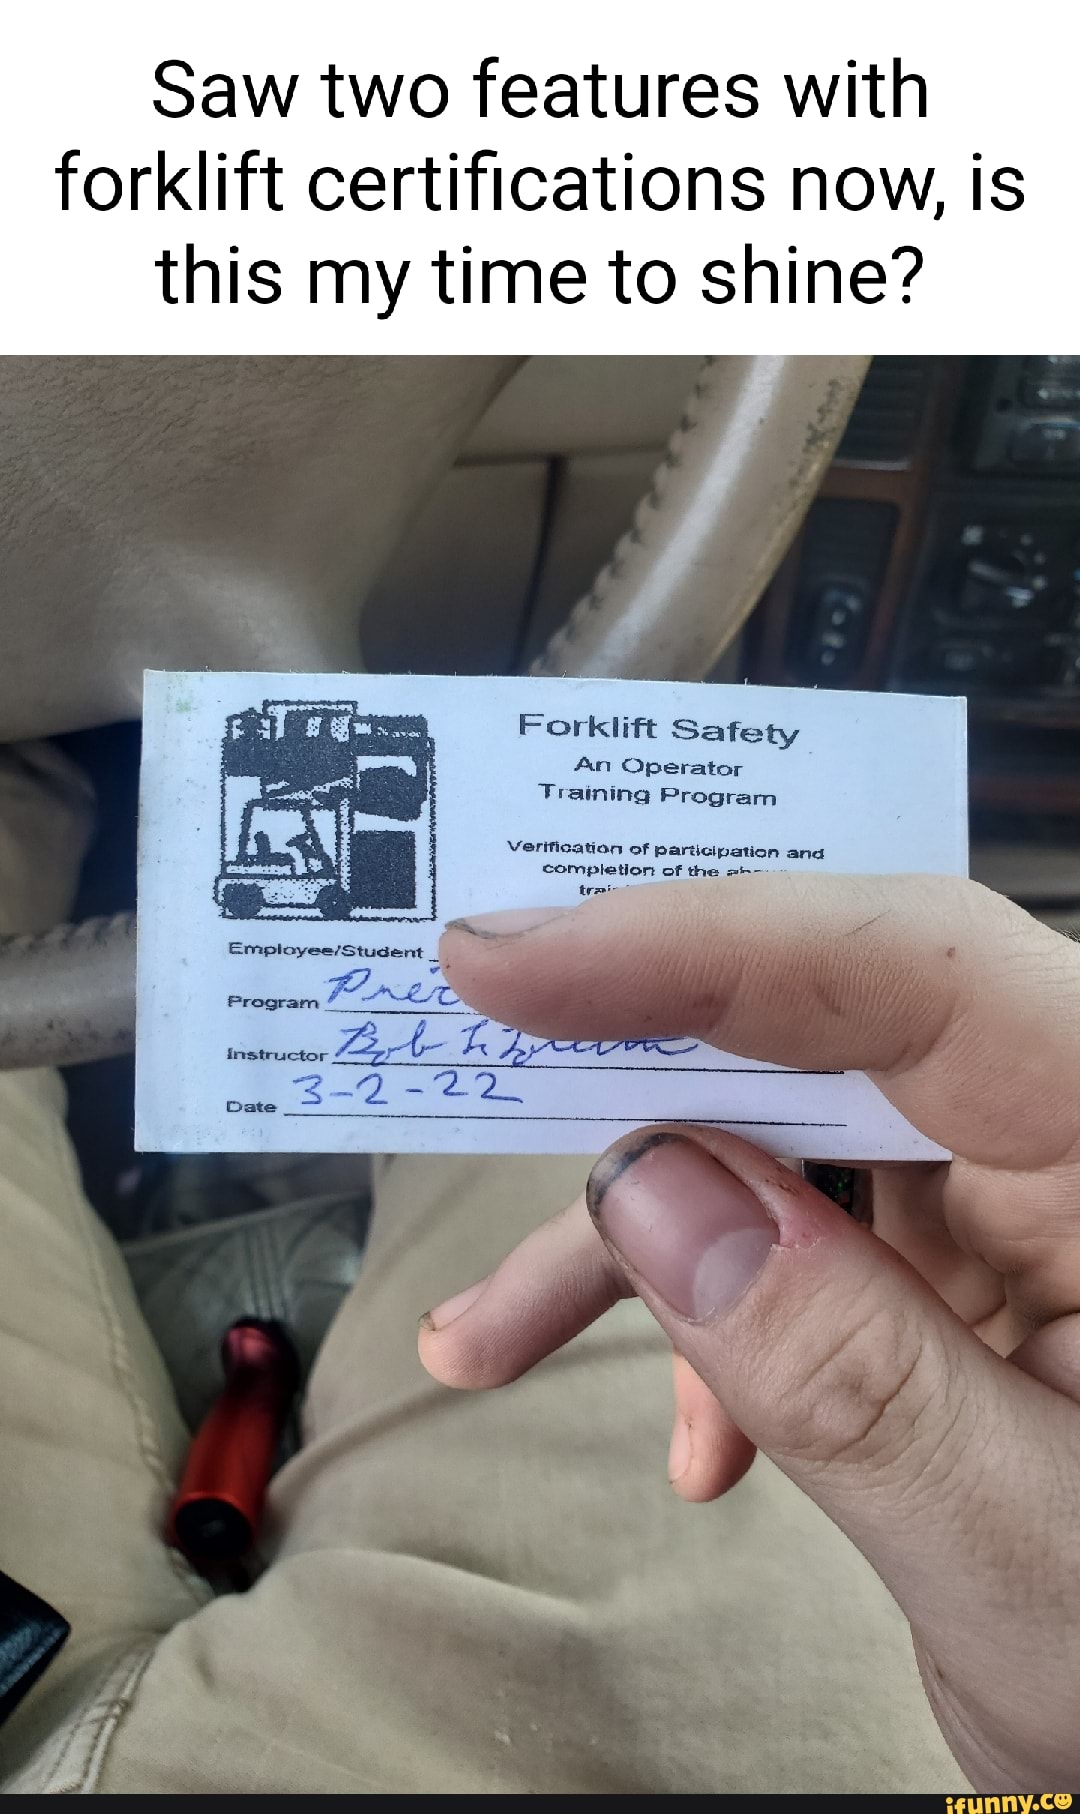 Saw two features with
forklift certifications now, is
this my time to shine?
Forklift Safety
An Operator
Training Program
Verification of participation and
completion of the
Employee/Student
Program
Instructor Bob
Date 3-2-22
ifunny.co